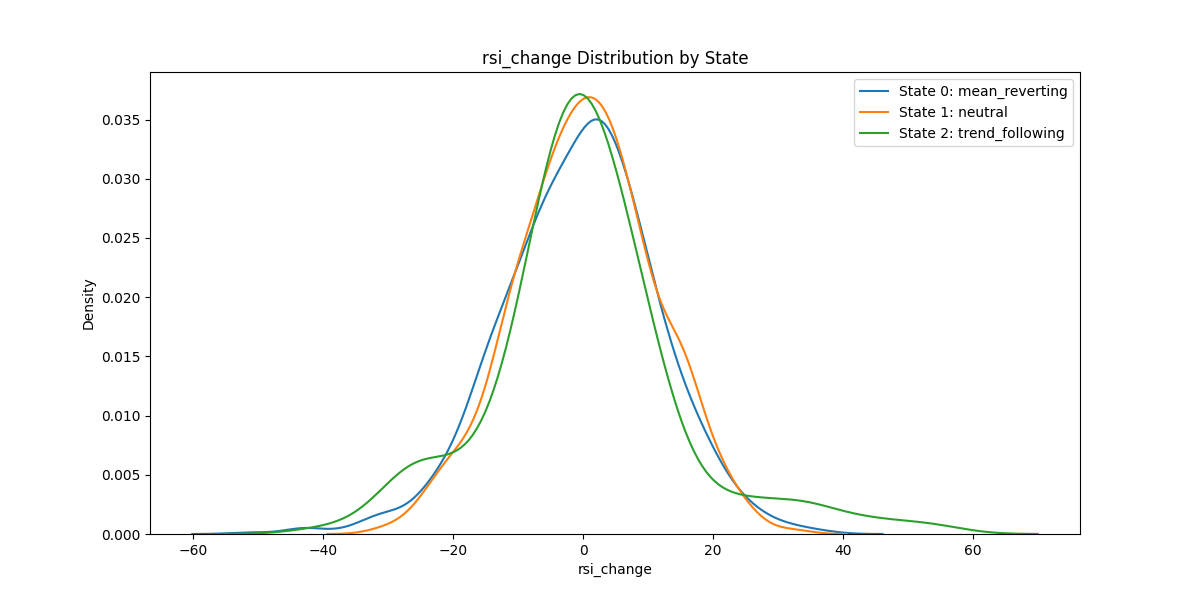 rsi_change Distribution by State
State 0: mean_reverting
State 1: neutral
State 2: trend_following
Density
0.035
0.030
0.025
0.020
0.015
0.010
0.005
0.000
−60
−40
−20
0
20
40
60
rsi_change